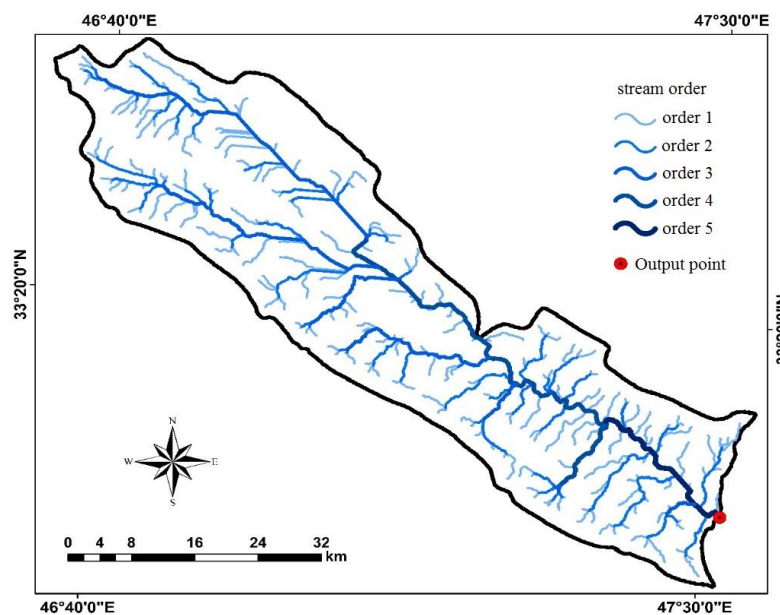 46°40'0"E
47°30'0"E
stream order
order 1
order 2
order 3
order 4
order 5
Output point
33°20'0"N
N
W
E
S
0 4 8 16 24 32
km
46°40'0"E
47°30'0"E